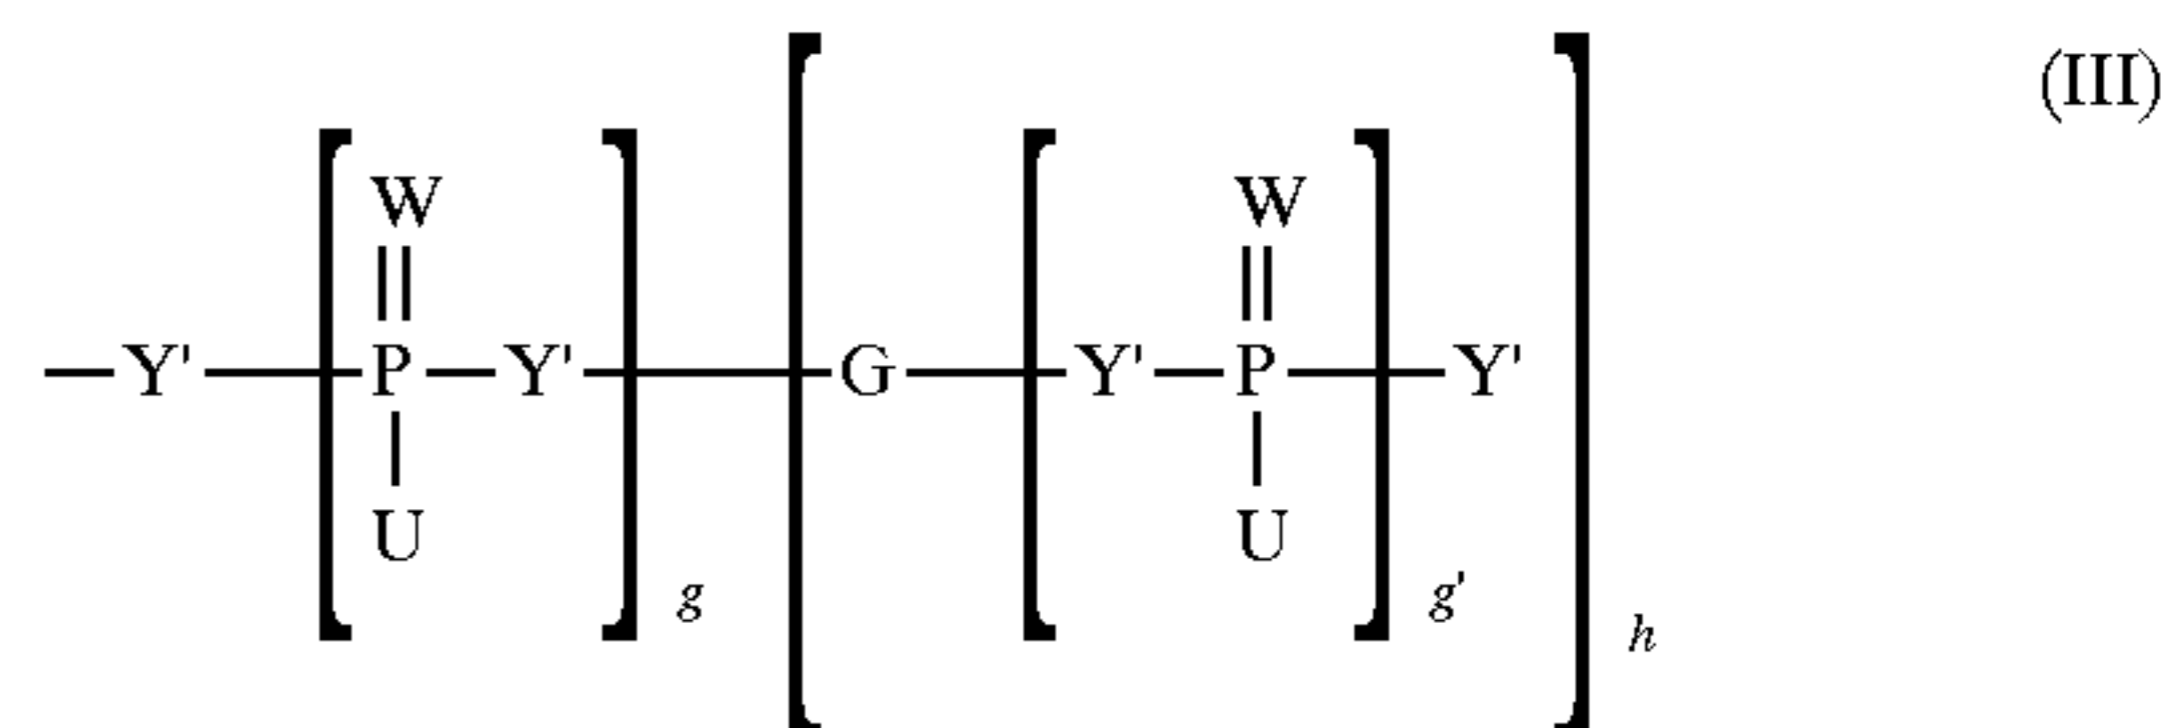 (III)
W W
—Y'—[P—Y']—[G—[Y'—P]—Y']
U U
g g' h